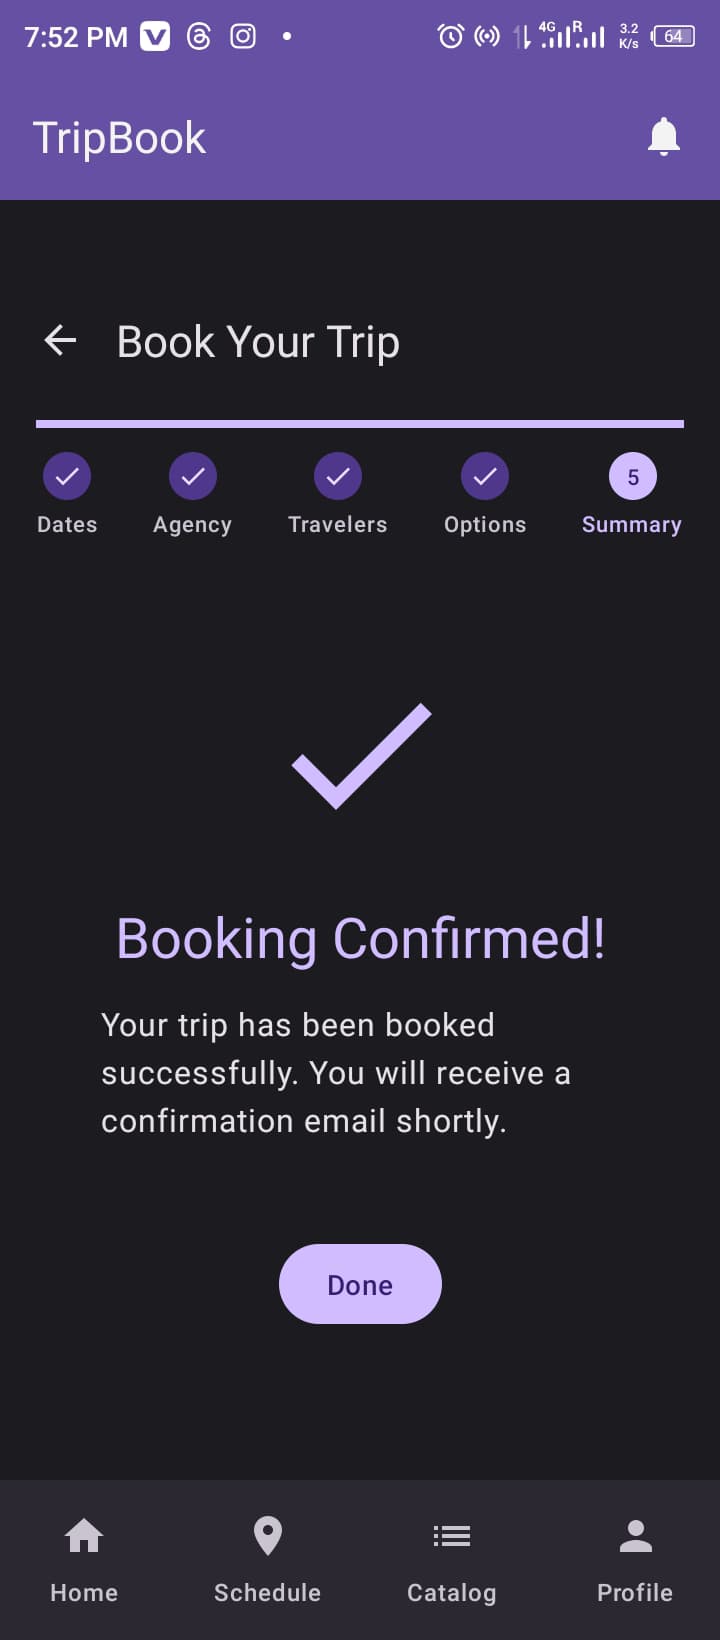 7:52 PM
4G R 3.2 K/s 64
TripBook
Book Your Trip
5
Dates Agency Travelers Options Summary
Booking Confirmed!
Your trip has been booked
successfully. You will receive a
confirmation email shortly.
Done
Home Schedule Catalog Profile